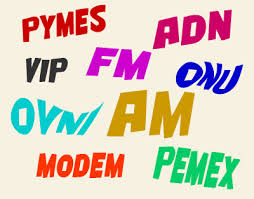 PYMES ADN
VIP FM ONU
OVNI AM
MODEM PEMEX